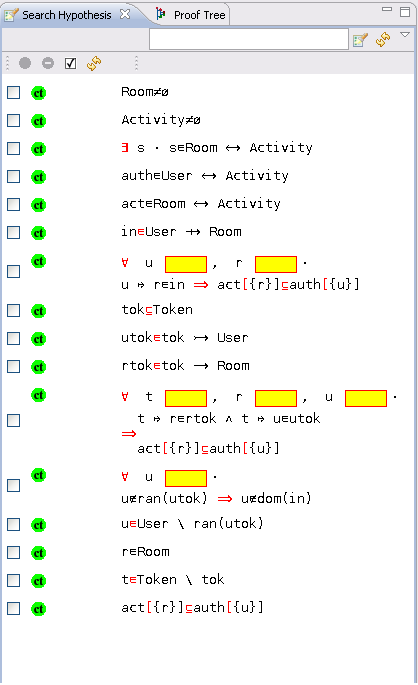 Search Hypothesis
Proof Tree
ct Room≠∅
ct Activity≠∅
ct ∃ s · s∈Room ↔ Activity
ct auth∈User ↔ Activity
ct act∈Room ↔ Activity
ct in∈User ⇸ Room
ct ∀ u , r ·
u ↦ r∈in ⇒ act[{r}]⊆auth[{u}]
ct tok⊆Token
ct utok∈tok ↣ User
ct rtok∈tok → Room
ct ∀ t , r , u ·
t ↦ r∈rtok ∧ t ↦ u∈utok
⇒
act[{r}]⊆auth[{u}]
ct ∀ u ·
u∉ran(utok) ⇒ u∉dom(in)
ct u∈User \ ran(utok)
ct r∈Room
ct t∈Token \ tok
ct act[{r}]⊆auth[{u}]